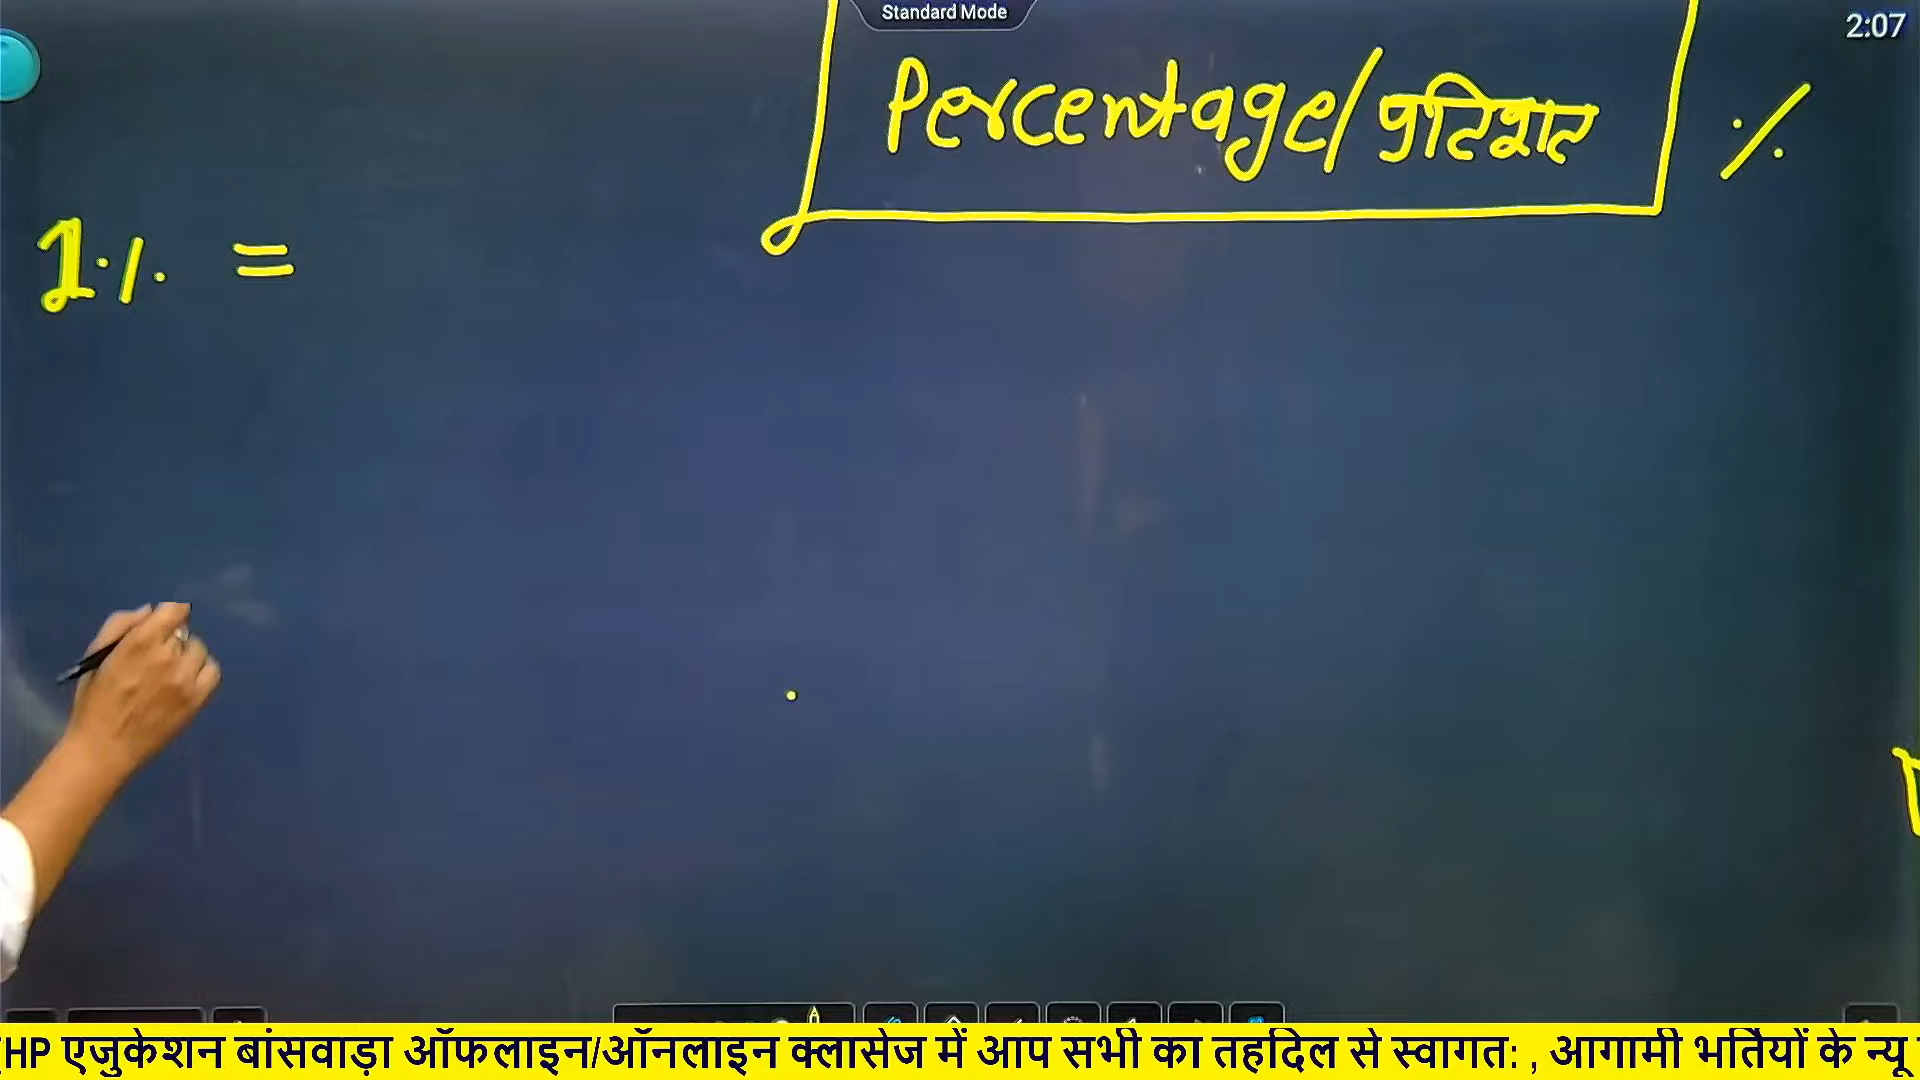 Standard Mode
2:07
Percentage/प्रतिशत %
1% =
HP एजुकेशन बांसवाड़ा ऑफलाइन/ऑनलाइन क्लासेज में आप सभी का तहदिल से स्वागत: , आगामी भर्तियों के न्यू